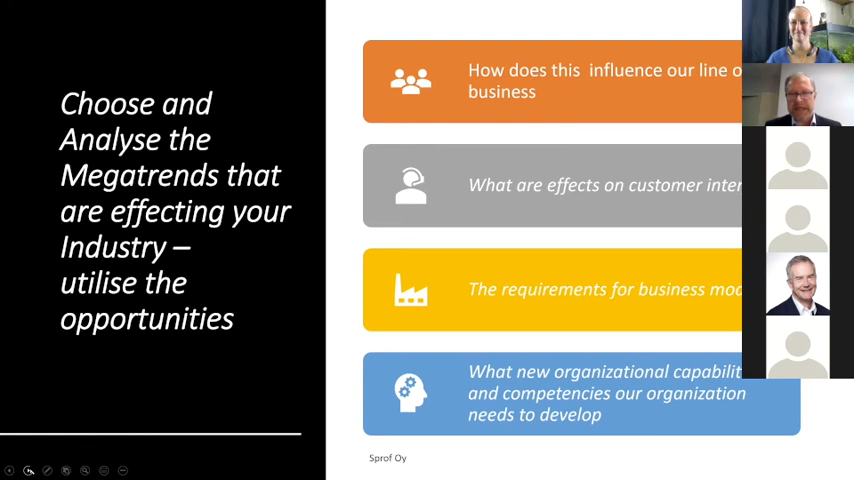 Choose and
Analyse the
Megatrends that
are effecting your
Industry –
utilise the
opportunities
How does this influence our line o
business
What are effects on customer inter
The requirements for business mod
What new organizational capabilit
and competencies our organization
needs to develop
5prof Oy